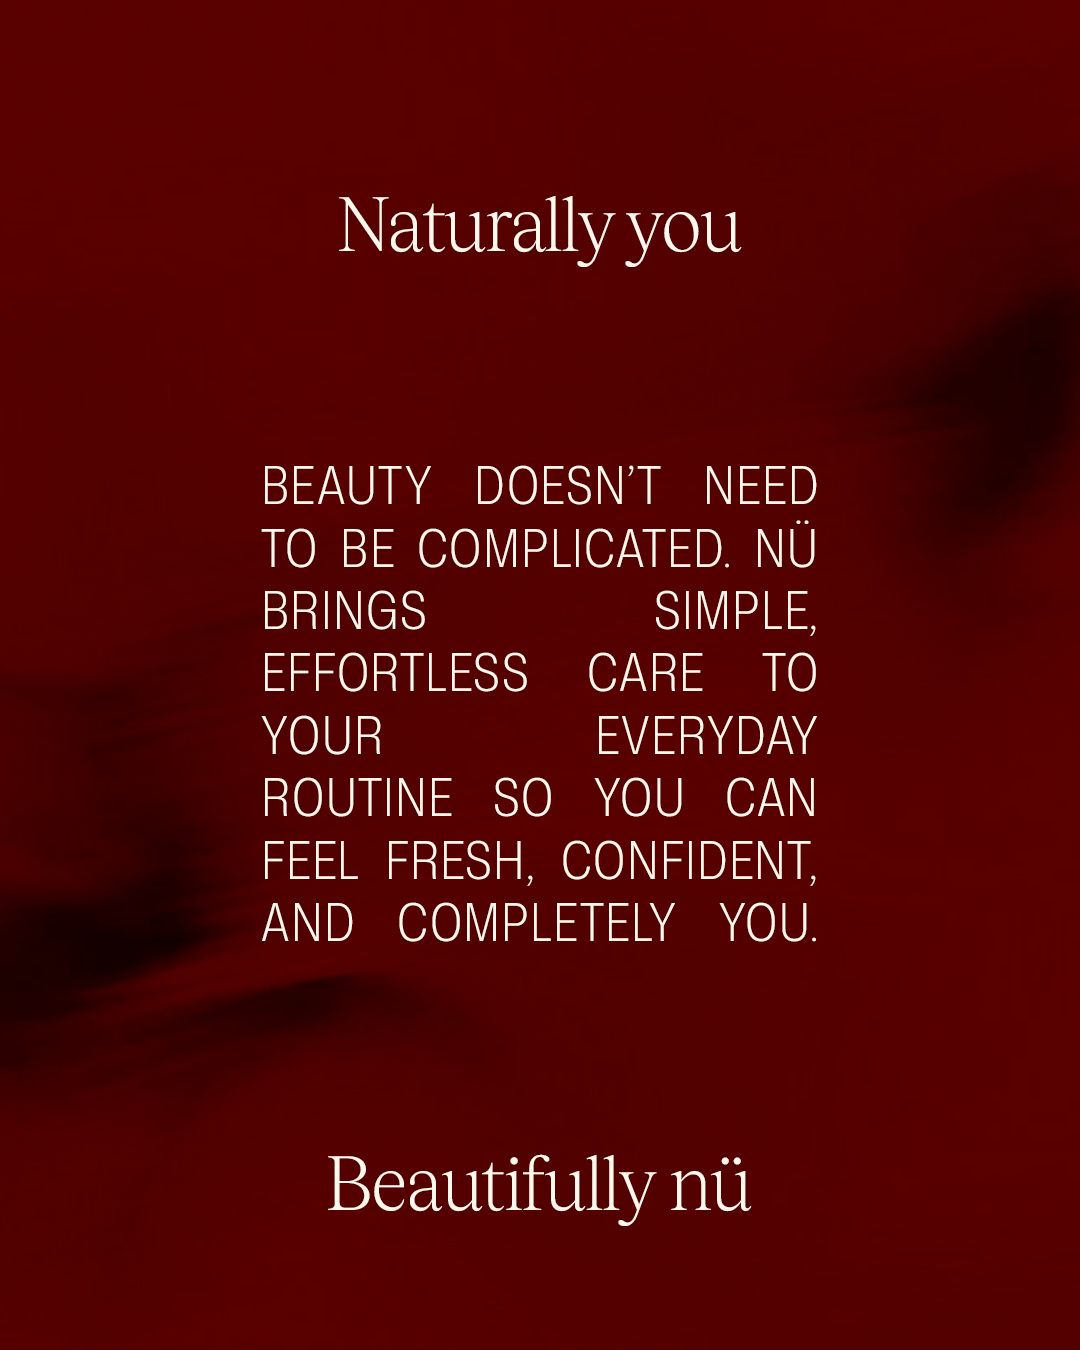 Naturally you
BEAUTY DOESN’T NEED
TO BE COMPLICATED. NÜ
BRINGS SIMPLE,
EFFORTLESS CARE TO
YOUR EVERYDAY
ROUTINE SO YOU CAN
FEEL FRESH, CONFIDENT,
AND COMPLETELY YOU.
Beautifully nü